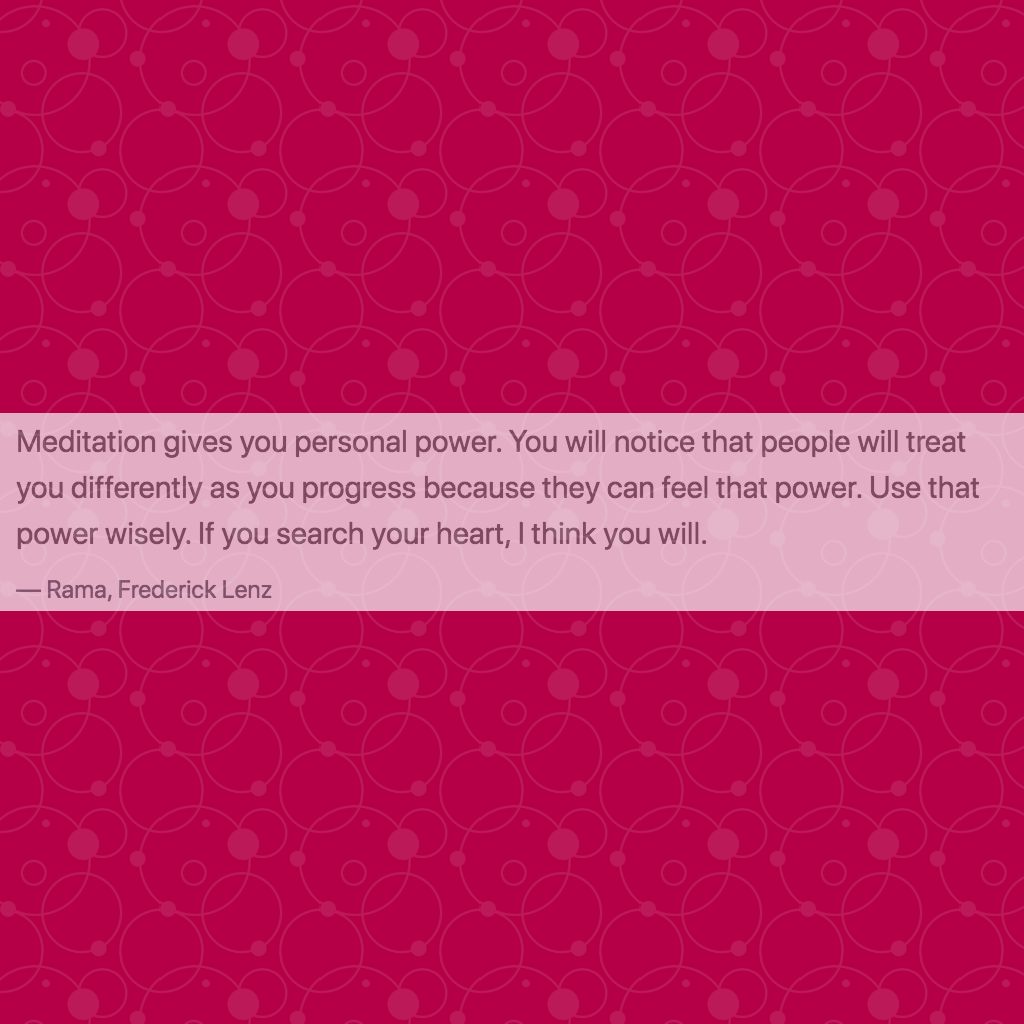 Meditation gives you personal power. You will notice that people will treat
you differently as you progress because they can feel that power. Use that
power wisely. If you search your heart, I think you will.
— Rama, Frederick Lenz